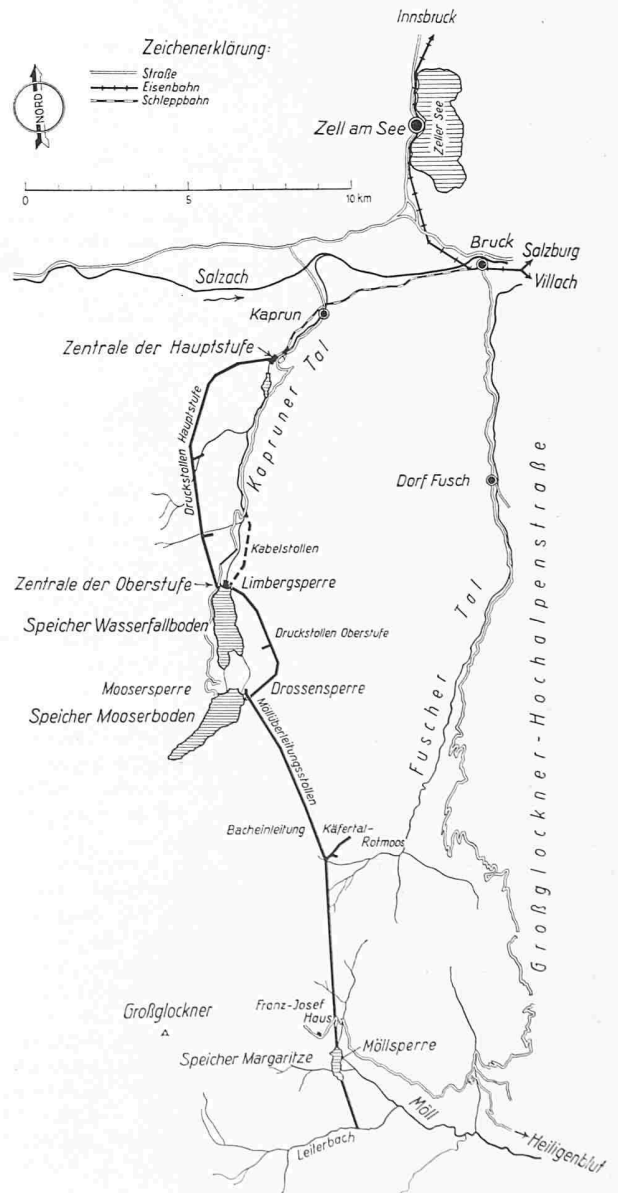 Innsbruck
Zeichenerklärung:
Straße
Eisenbahn
Schleppbahn
NORD
Zell am See
Zeller See
0 5 10 km
Bruck
Salzburg
Villach
Salzach
Kaprun
Zentrale der Hauptstufe
Kapruner Tal
Druckstollen Hauptstufe
Dorf Fusch
Großglockner-Hochalpenstraße
Kabelstollen
Zentrale der Oberstufe
Limbergsperre
Speicher Wasserfallboden
Druckstollen Oberstufe
Fuscher Tal
Moosersperre
Drossensperre
Speicher Mooserboden
Möllüberleitungsstollen
Bacheinleitung Käfertal-
Rotmoos
Großglockner
Franz-Josef
Haus
Speicher Margaritze
Möllsperre
Möll
Leiterbach
Heiligenblut